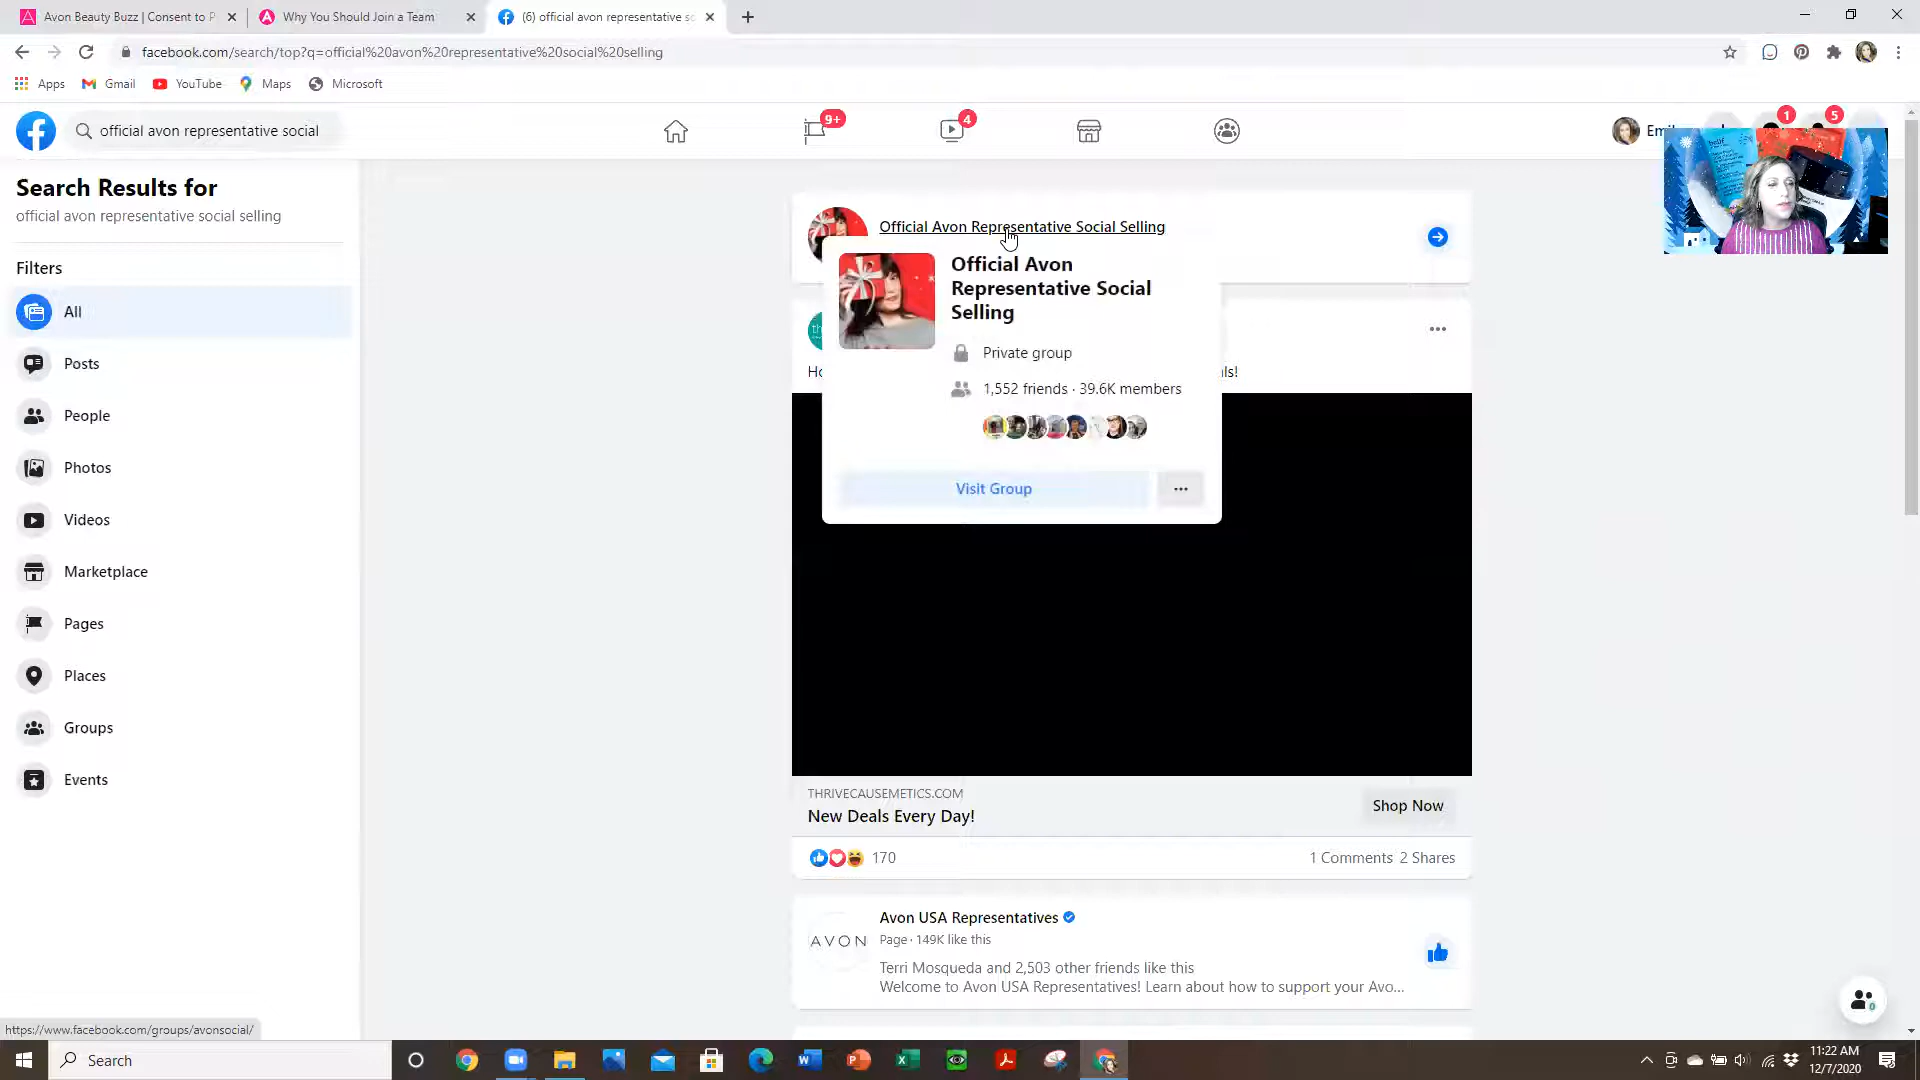 Avon Beauty Buzz | Consent to P
Why You Should Join a Team
(6) official avon representative so
facebook.com/search/top?q=official%20avon%20representative%20social%20selling
Apps
Gmail
YouTube
Maps
Microsoft
official avon representative social
9+
4
1
5
Search Results for
official avon representative social selling
Filters
All
Posts
People
Photos
Videos
Marketplace
Pages
Places
Groups
Events
Official Avon Representative Social Selling
Official Avon
Representative Social
Selling
Private group
1,552 friends · 39.6K members
Visit Group
THRIVECAUSEMETICS.COM
New Deals Every Day!
Shop Now
170
1 Comments 2 Shares
AVON
Avon USA Representatives
Page · 149K like this
Terri Mosqueda and 2,503 other friends like this
Welcome to Avon USA Representatives! Learn about how to support your Avo...
https://www.facebook.com/groups/avonsocial/
Search
11:22 AM
12/7/2020